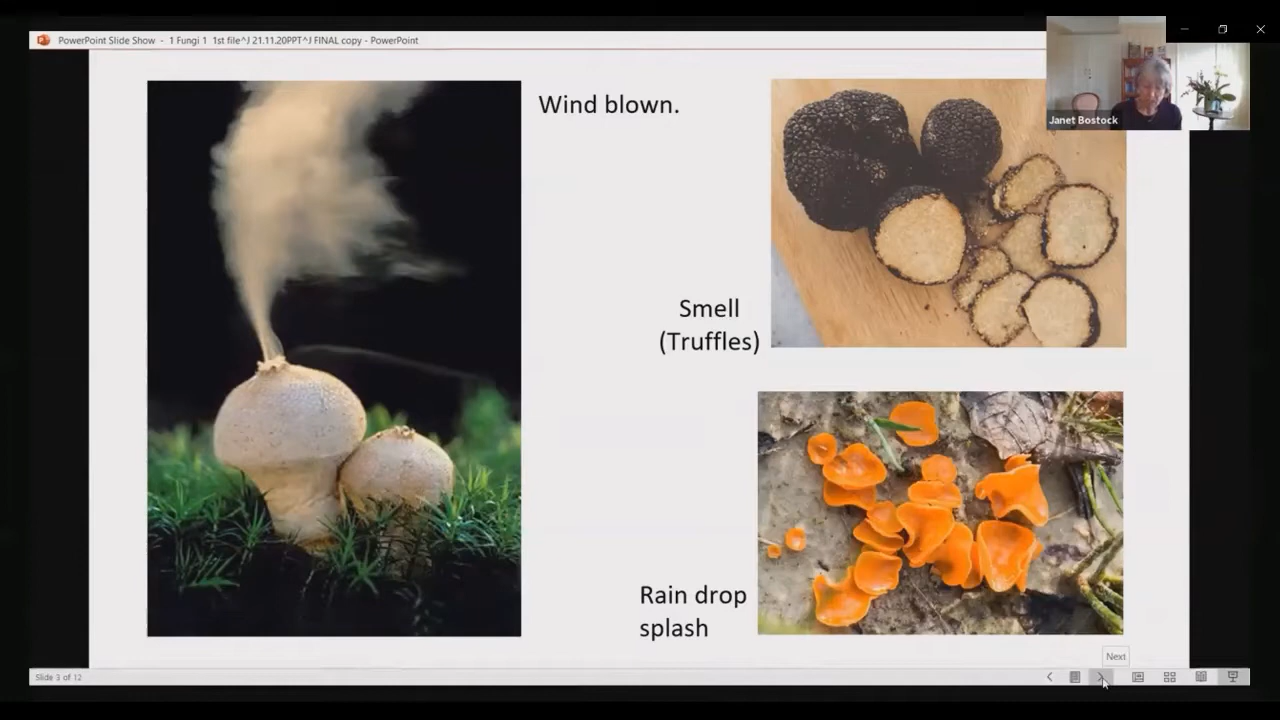 PowerPoint Slide Show - 1 Fungi 1 1st file^J 21.11.20PPT^J FINAL copy - PowerPoint
Janet Bostock
Wind blown.
Smell
(Truffles)
Rain drop
splash
Next
Slide 3 of 12